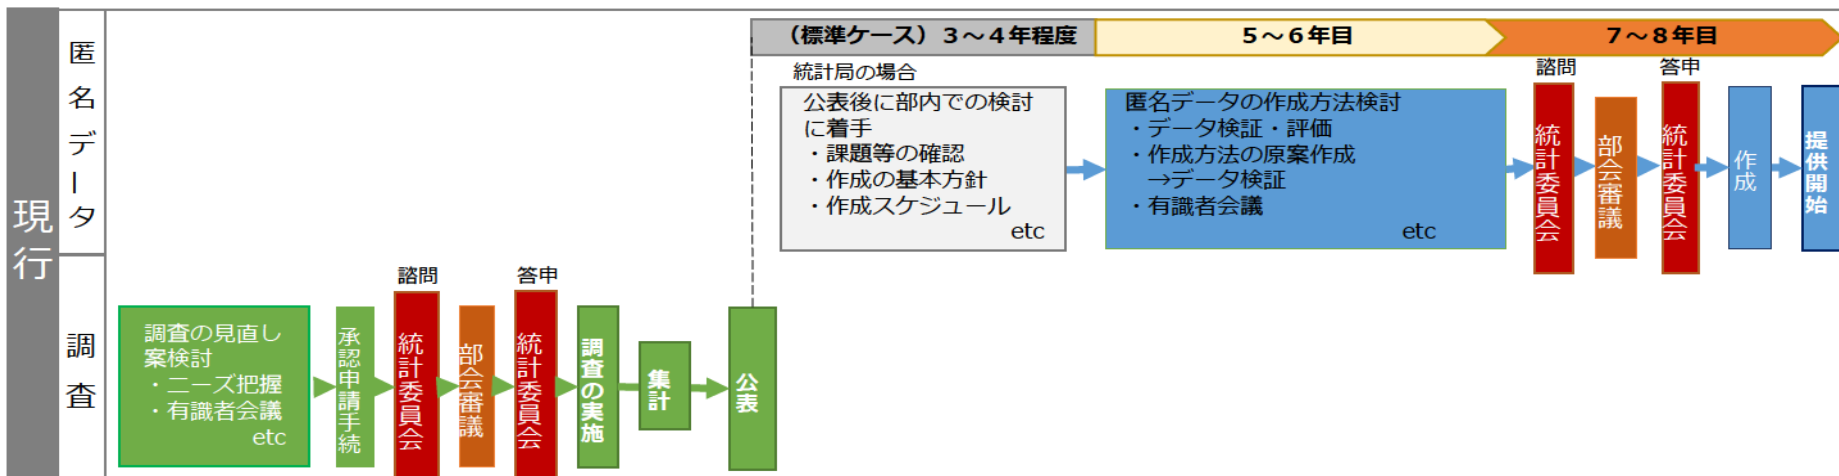 現行
匿名データ
(標準ケース) 3～4年程度
5～6年目
7～8年目
統計局の場合
公表後に部内での検討
に着手
・課題等の確認
・作成の基本方針
・作成スケジュール
etc
匿名データの作成方法検討
・データ検証・評価
・作成方法の原案作成
→データ検証
・有識者会議
etc
諮問
統計委員会
部会審議
答申
統計委員会
作成
提供開始
調査
調査の見直し
案検討
・ニーズ把握
・有識者会議
etc
承認申請手続
諮問
統計委員会
部会審議
答申
統計委員会
調査の実施
集計
公表